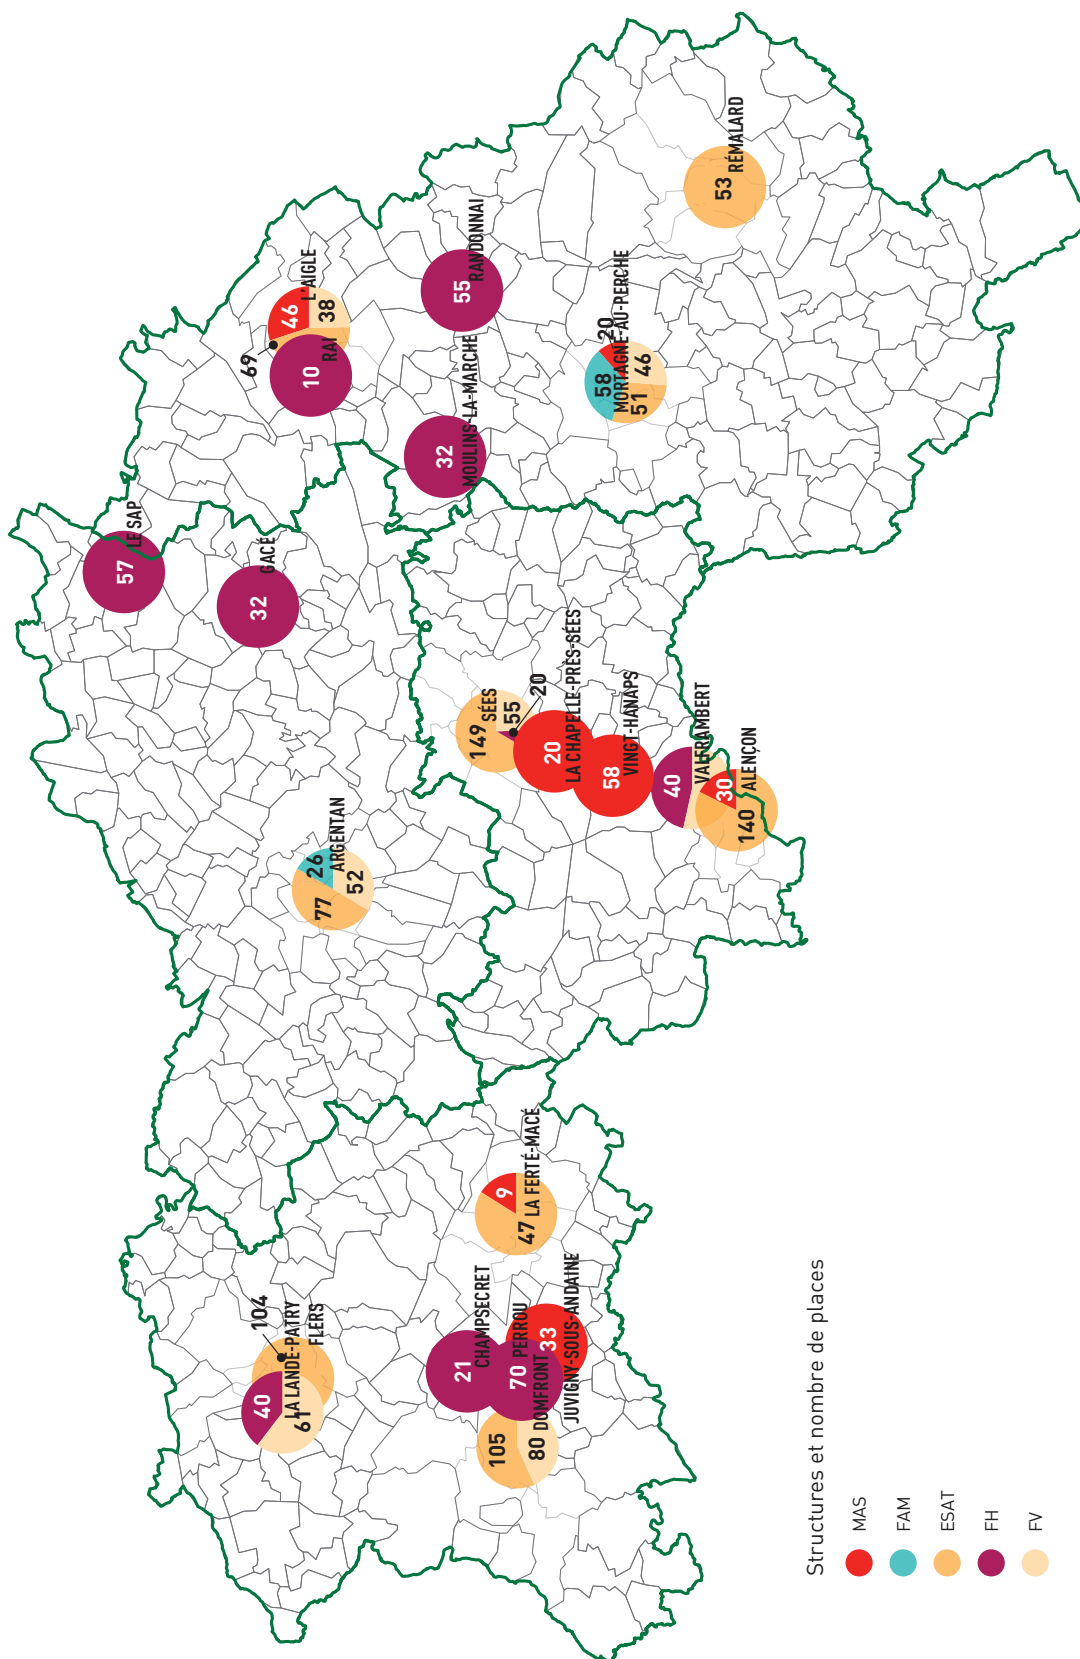 LA LANDE-PATRY
40
61
FLERS
104
CHAMPSECRET
21
PERROU
70
DOMFRONT
105
80
JUVIGNY-SOUS-ANDAINE
33
LA FERTÉ-MACÉ
9
47
ARGENTAN
26
77
52
LE SAP
57
GACÉ
32
SÉES
149
55
20
LA CHAPELLE-PRÈS-SÉES
20
VINGT-HANAPS
58
VALFRAMBERT
40
ALENÇON
30
140
L'AIGLE
46
38
69
RAI
10
RANDONNAI
55
MOULINS-LA-MARCHE
32
MORTAGNE-AU-PERCHE
58
20
51
46
RÉMALARD
53
Structures et nombre de places
MAS
FAM
ESAT
FH
FV